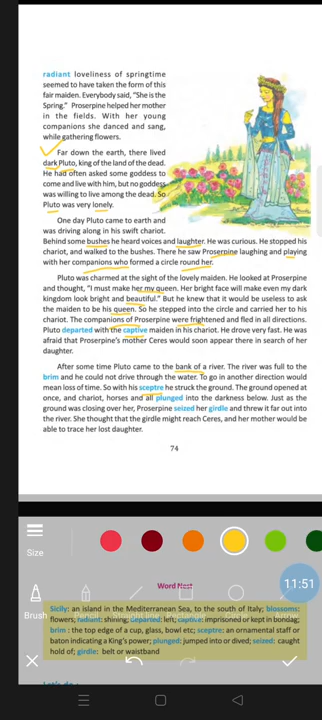 radiant loveliness of springtime
seemed to have taken the form of this
fair maiden. Everybody said, "She is the
Spring." Proserpine helped her mother
in the fields. With her young
companions she danced and sang,
while gathering flowers.
Far down the earth, there lived
dark Pluto, king of the land of the dead.
He had often asked some goddess to
come and live with him, but no goddess
was willing to live among the dead. So
Pluto was very lonely.
One day Pluto came to earth and
was driving along in his swift chariot.
Behind some bushes he heard voices and laughter. He was curious. He stopped his
chariot, and walked to the bushes. There he saw Proserpine laughing and playing
with her companions who formed a circle round her.
Pluto was charmed at the sight of the lovely maiden. He looked at Proserpine
and thought, "I must make her my queen. Her bright face will make even my dark
kingdom look bright and beautiful." But he knew that it would be useless to ask
the maiden to be his queen. So he stepped into the circle and carried her to his
chariot. The companions of Proserpine were frightened and fled in all directions.
Pluto departed with the captive maiden in his chariot. He drove very fast. He was
afraid that Proserpine's mother Ceres would soon appear there in search of her
daughter.
After some time Pluto came to the bank of a river. The river was full to the
brim and he could not drive through the water. To go in another direction would
mean loss of time. So with his sceptre he struck the ground. The ground opened at
once, and chariot, horses and all plunged into the darkness below. Just as the
ground was closing over her, Proserpine seized her girdle and threw it far out into
the river. She thought that the girdle might reach Ceres, and her mother would be
able to trace her lost daughter.
74
Size
Word Nest
11:51
Brush
Sicily: an island in the Mediterranean Sea, to the south of Italy; blossoms:
flowers; radiant: shining; departed: left; captive: imprisoned or kept in bondag;
brim : the top edge of a cup, glass, bowl etc; sceptre: an ornamental staff or
baton indicating a King's power; plunged: jumped into or dived; seized: caught
hold of; girdle: belt or waistband